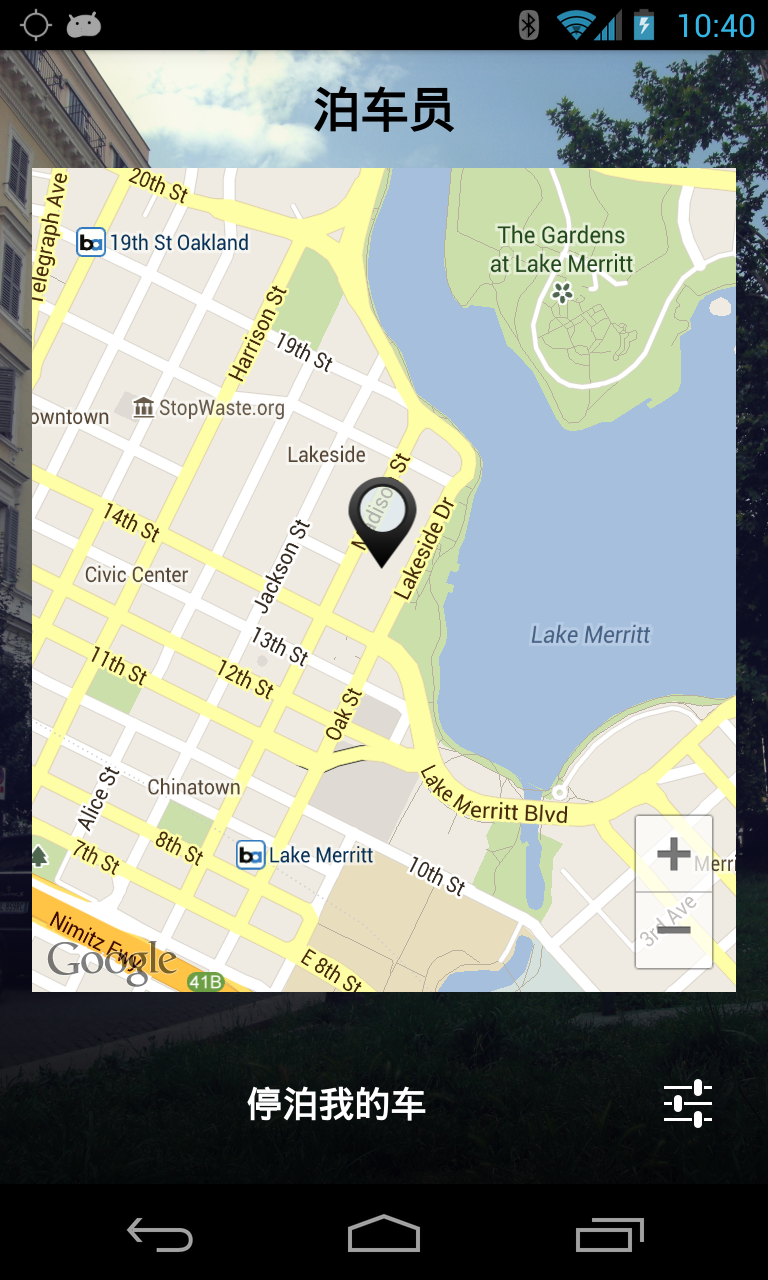 10:40
泊车员
20th St
Telegraph Ave
19th St Oakland
The Gardens
at Lake Merritt
Harrison St
19th St
StopWaste.org
owntown
Lakeside
Madison St
14th St
Lakeside Dr
Jackson St
Civic Center
13th St
Lake Merritt
11th St
12th St
Oak St
Chinatown
Alice St
Lake Merritt Blvd
8th St
7th St
Lake Merritt
10th St
+
Merri
3rd Ave
−
Nimitz Fwy
Google
41B
E 8th St
停泊我的车